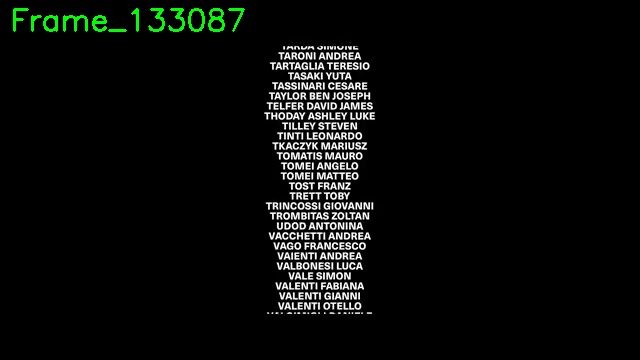 Frame_133087
TARDA SIMONE
TARONI ANDREA
TARTAGLIA TERESIO
TASAKI YUTA
TASSINARI CESARE
TAYLOR BEN JOSEPH
TELFER DAVID JAMES
THODAY ASHLEY LUKE
TILLEY STEVEN
TINTI LEONARDO
TKACZYK MARIUSZ
TOMATIS MAURO
TOMEI ANGELO
TOMEI MATTEO
TOST FRANZ
TRETT TOBY
TRINCOSSI GIOVANNI
TROMBITAS ZOLTAN
UDOD ANTONINA
VACCHETTI ANDREA
VAGO FRANCESCO
VAIENTI ANDREA
VALBONESI LUCA
VALE SIMON
VALENTI FABIANA
VALENTI GIANNI
VALENTI OTELLO